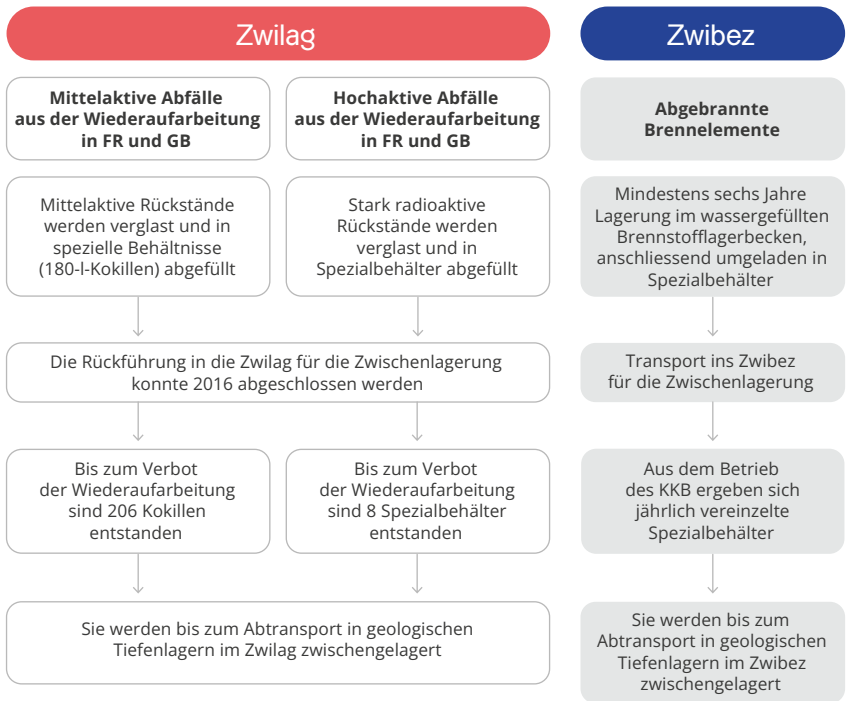 Zwilag
Mittelaktive Abfälle
aus der Wiederaufarbeitung
in FR und GB
Hochaktive Abfälle
aus der Wiederaufarbeitung
in FR und GB
Mittelaktive Rückstände
werden verglast und in
spezielle Behältnisse
(180-l-Kokillen) abgefüllt
Stark radioaktive
Rückstände werden
verglast und in
Spezialbehälter abgefüllt
Die Rückführung in die Zwilag für die Zwischenlagerung
konnte 2016 abgeschlossen werden
Bis zum Verbot
der Wiederaufarbeitung
sind 206 Kokillen
entstanden
Bis zum Verbot
der Wiederaufarbeitung
sind 8 Spezialbehälter
entstanden
Sie werden bis zum Abtransport in geologischen
Tiefenlagern im Zwilag zwischengelagert
Zwibez
Abgebrannte
Brennelemente
Mindestens sechs Jahre
Lagerung im wassergefüllten
Brennstofflagerbecken,
anschliessend umgeladen in
Spezialbehälter
Transport ins Zwibez
für die Zwischenlagerung
Aus dem Betrieb
des KKB ergeben sich
jährlich vereinzelte
Spezialbehälter
Sie werden bis zum
Abtransport in geologischen
Tiefenlagern im Zwibez
zwischengelagert